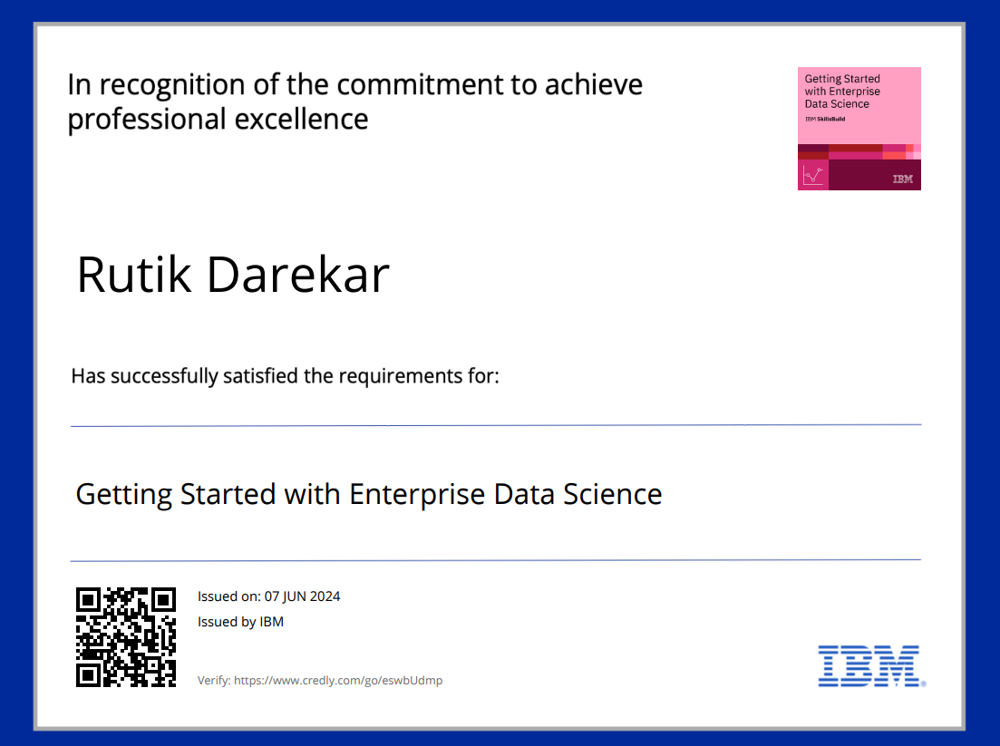 In recognition of the commitment to achieve
professional excellence
Getting Started
with Enterprise
Data Science
IBM SkillsBuild
IBM
Rutik Darekar
Has successfully satisfied the requirements for:
Getting Started with Enterprise Data Science
Issued on: 07 JUN 2024
Issued by IBM
Verify: https://www.credly.com/go/eswbUdmp
IBM®